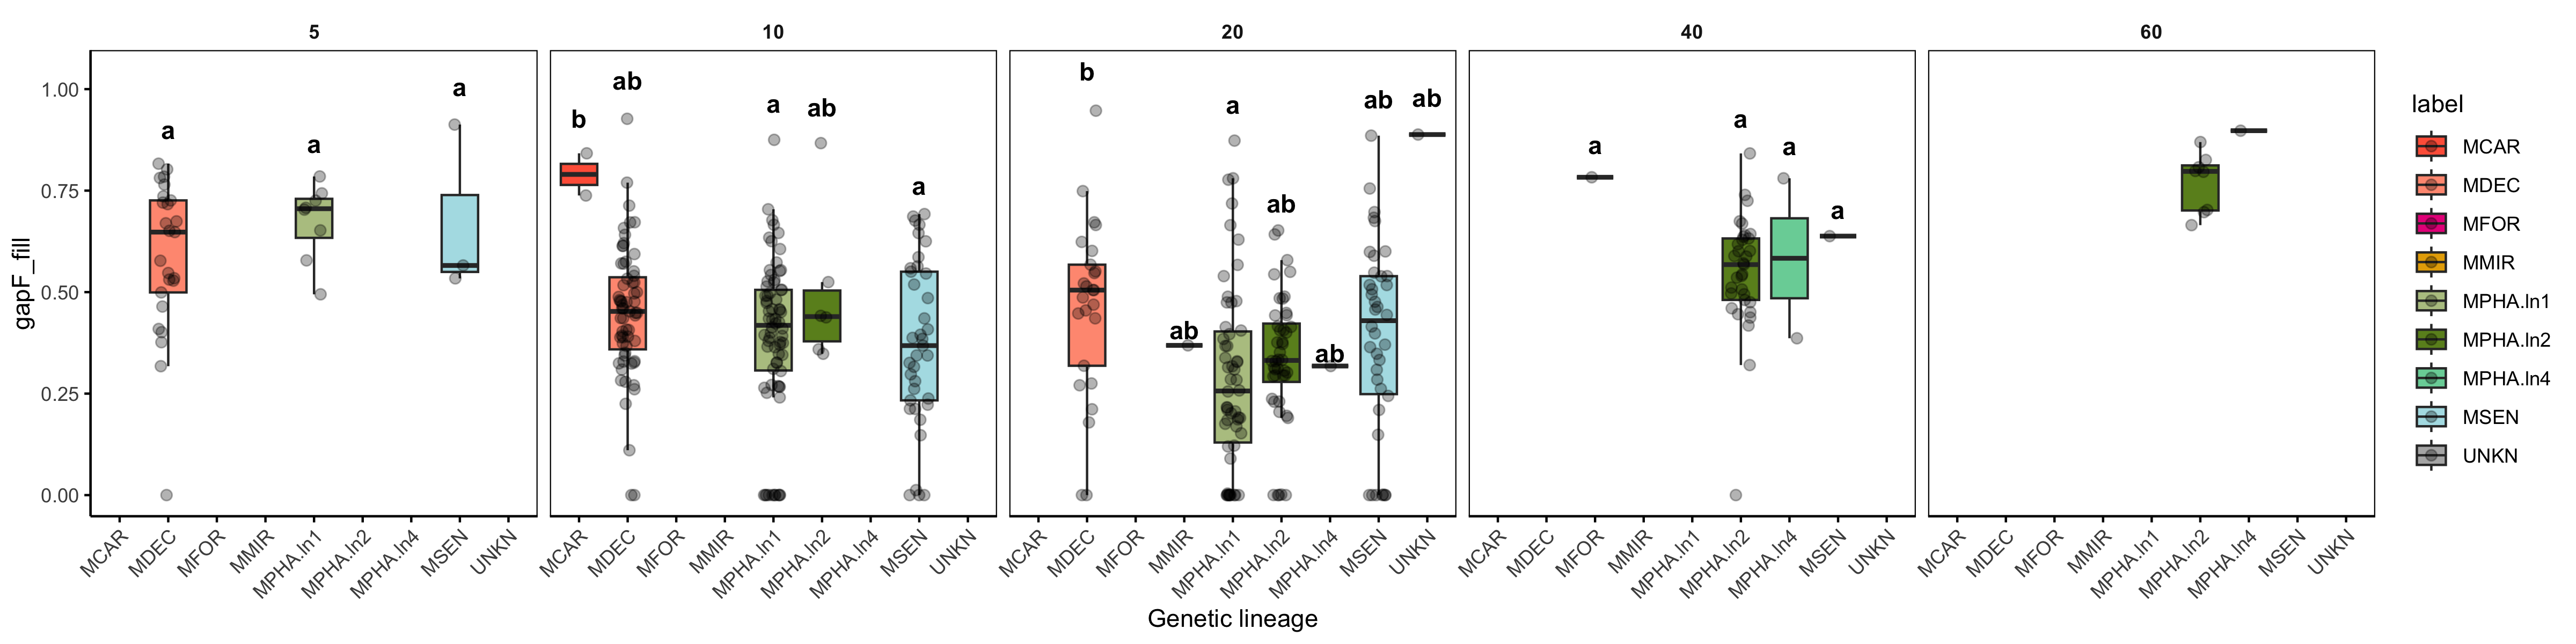 5 10 20 40 60
1.00
0.75
0.50
0.25
0.00
gapF_fill
a a a
b ab a ab a
b ab a ab ab ab ab
a a a a
MCAR MDEC MFOR MMIR MPHA.ln1 MPHA.ln2 MPHA.ln4 MSEN UNKN
MCAR MDEC MFOR MMIR MPHA.ln1 MPHA.ln2 MPHA.ln4 MSEN UNKN
MCAR MDEC MFOR MMIR MPHA.ln1 MPHA.ln2 MPHA.ln4 MSEN UNKN
MCAR MDEC MFOR MMIR MPHA.ln1 MPHA.ln2 MPHA.ln4 MSEN UNKN
MCAR MDEC MFOR MMIR MPHA.ln1 MPHA.ln2 MPHA.ln4 MSEN UNKN
Genetic lineage
label
MCAR
MDEC
MFOR
MMIR
MPHA.ln1
MPHA.ln2
MPHA.ln4
MSEN
UNKN